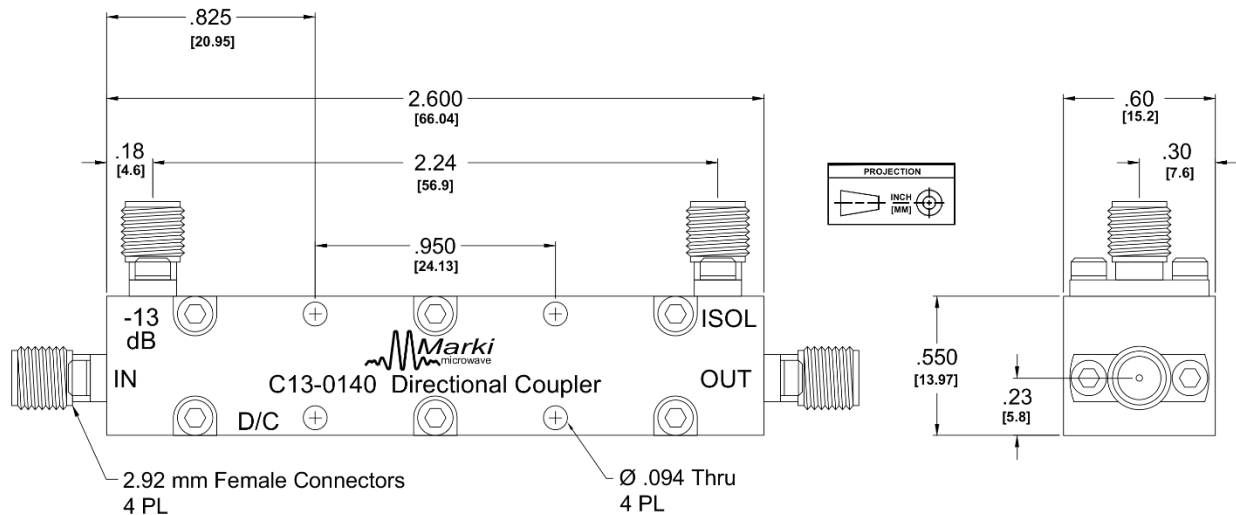 .825
[20.95]
2.600
[66.04]
.60
[15.2]
.18
[4.6]
2.24
[56.9]
.30
[7.6]
PROJECTION
INCH
[MM]
.950
[24.13]
-13
dB
ISOL
Marki
microwave
IN
OUT
C13-0140 Directional Coupler
D/C
.550
[13.97]
.23
[5.8]
2.92 mm Female Connectors
4 PL
Ø .094 Thru
4 PL